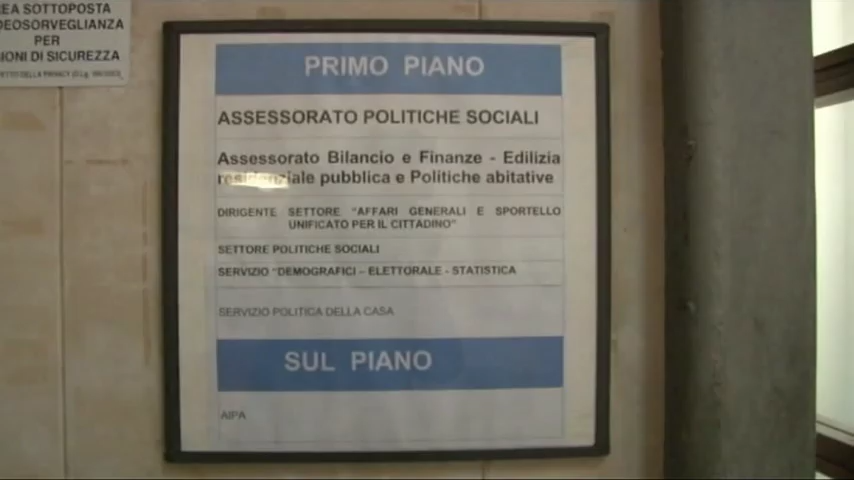 REA SOTTOPOSTA
DEOSORVEGLIANZA
PER
IONI DI SICUREZZA
PRIMO PIANO
ASSESSORATO POLITICHE SOCIALI
Assessorato Bilancio e Finanze - Edilizia
residenziale pubblica e Politiche abitative
DIRIGENTE SETTORE "AFFARI GENERALI E SPORTELLO
UNIFICATO PER IL CITTADINO"
SETTORE POLITICHE SOCIALI
SERVIZIO "DEMOGRAFICI – ELETTORALE - STATISTICA
SERVIZIO POLITICA DELLA CASA
SUL PIANO
AIPA